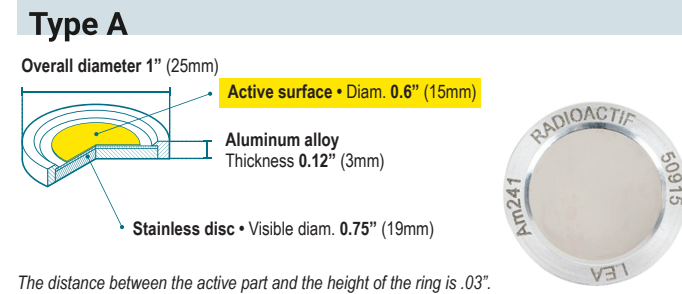 Type A
Overall diameter 1” (25mm)
Active surface • Diam. 0.6” (15mm)
Aluminum alloy
Thickness 0.12” (3mm)
Stainless disc • Visible diam. 0.75” (19mm)
The distance between the active part and the height of the ring is .03”.
RADIOACTIF
50915
LEA
Am241